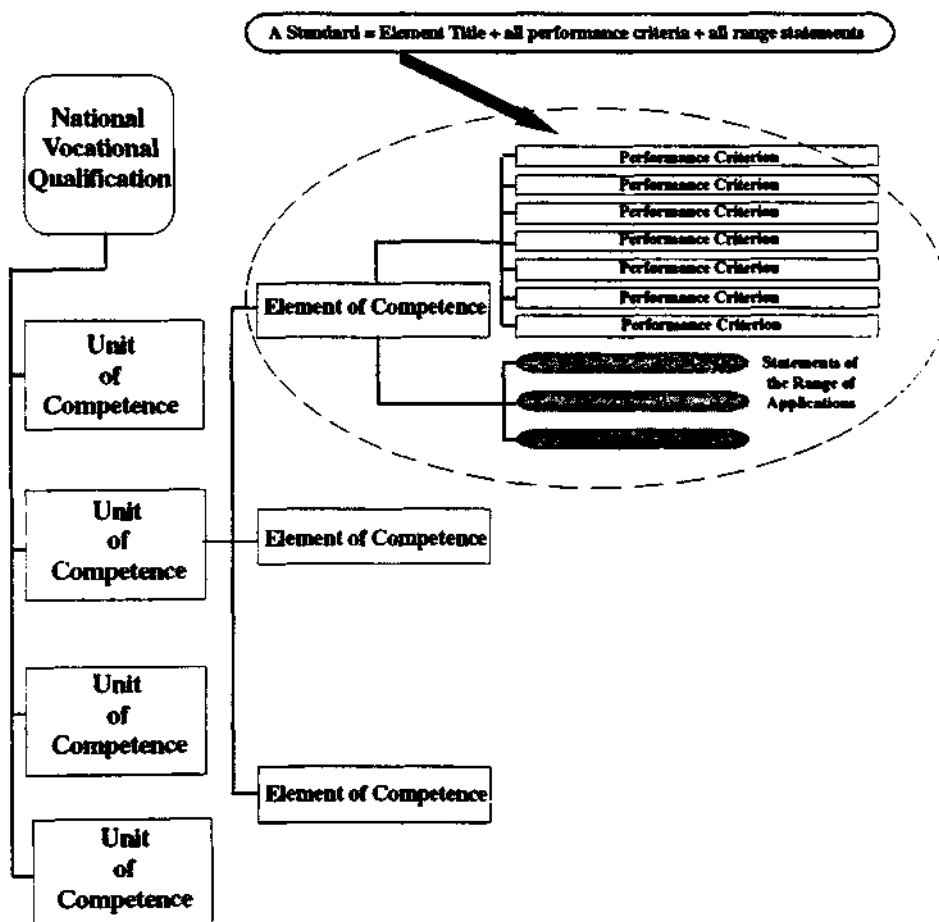 A Standard = Element Title + all performance criteria + all range statements
National
Vocational
Qualification
Performance Criterion
Performance Criterion
Performance Criterion
Performance Criterion
Performance Criterion
Performance Criterion
Performance Criterion
Element of Competence
Statements of
the Range of
Applications
Unit
of
Competence
Unit
of
Competence
Element of Competence
Unit
of
Competence
Element of Competence
Unit
of
Competence